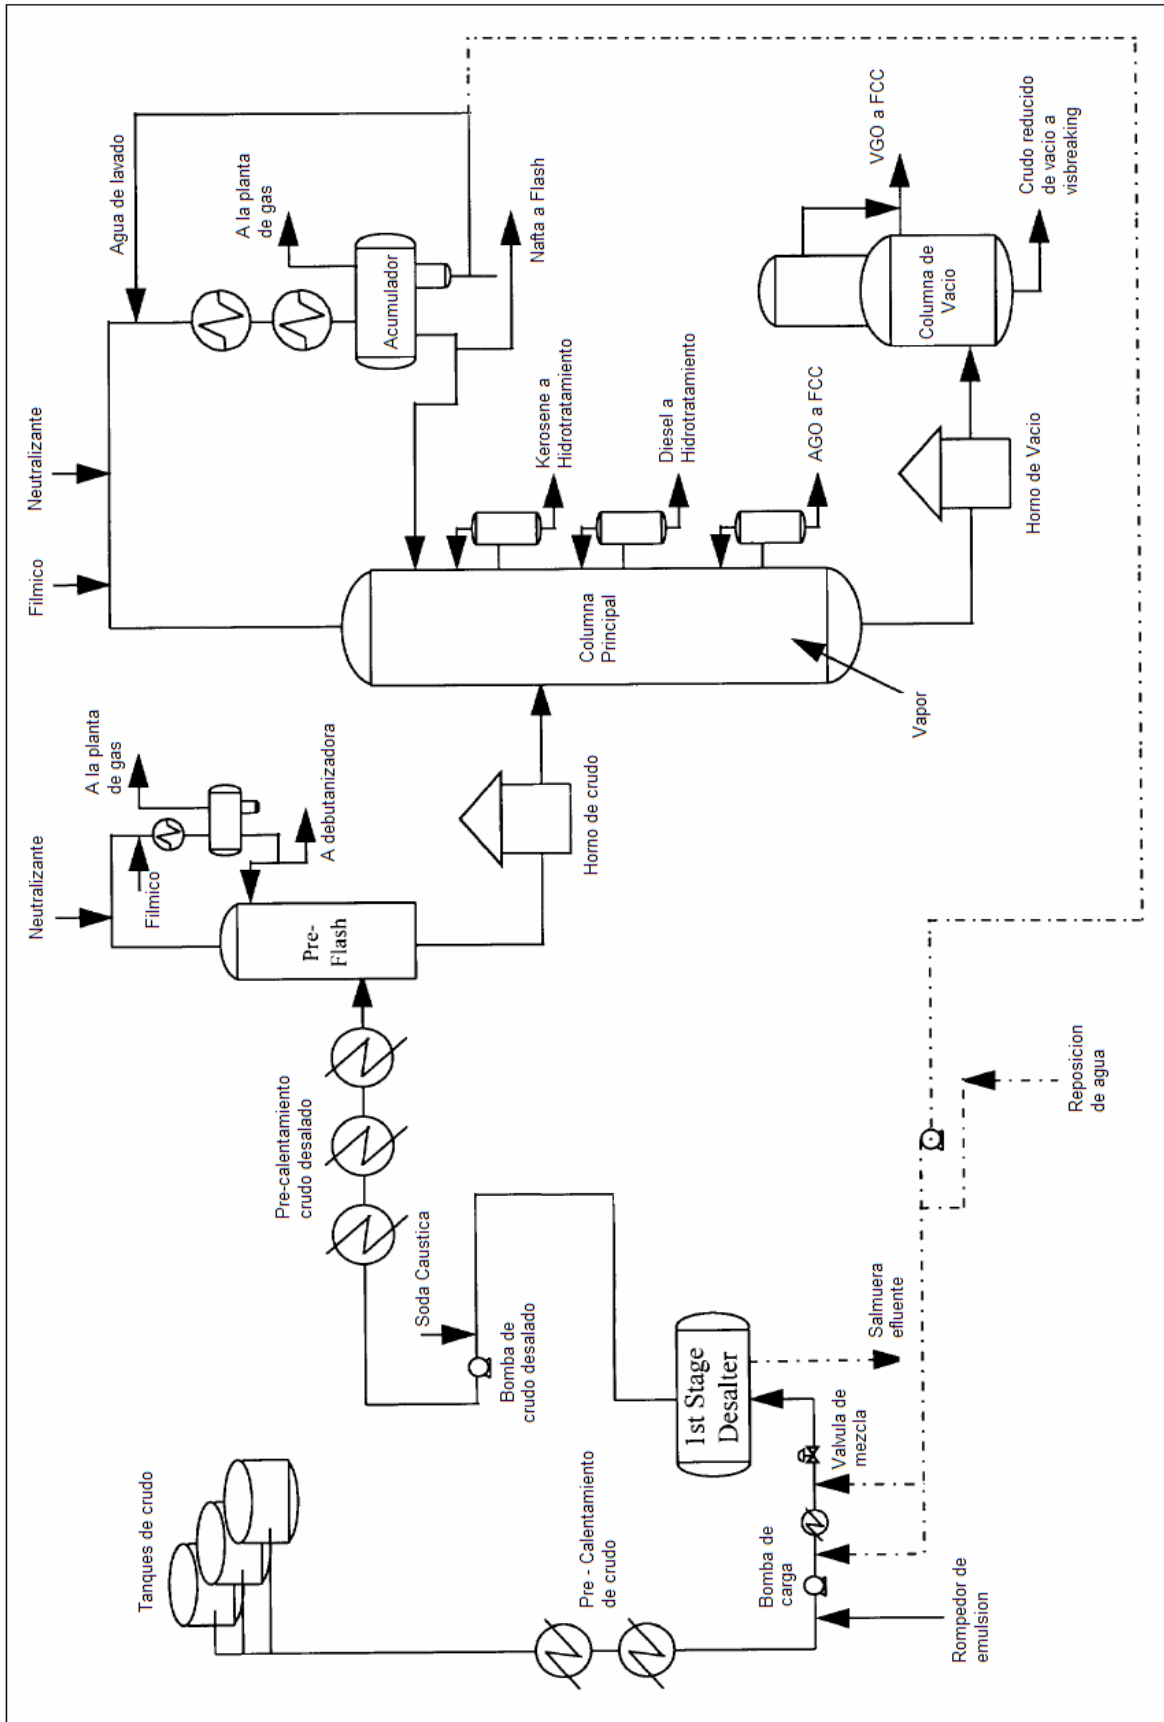 Tanques de crudo
Pre - Calentamiento
de crudo
Rompedor de
emulsion
Bomba de
carga
Valvula de
mezcla
1st Stage
Desalter
Salmuera
efluente
Bomba de
crudo desalado
Soda Caustica
Pre-calentamiento
crudo desalado
Reposicion
de agua
Pre-
Flash
Neutralizante
Filmico
A la planta
de gas
A debutanizadora
Horno de crudo
Columna
Principal
Vapor
Filmico
Neutralizante
Agua de lavado
A la planta
de gas
Acumulador
Nafta a Flash
Kerosene a
Hidrotratamiento
Diesel a
Hidrotratamiento
AGO a FCC
Horno de Vacio
Columna de
Vacio
VGO a FCC
Crudo reducido
de vacio a
visbreaking